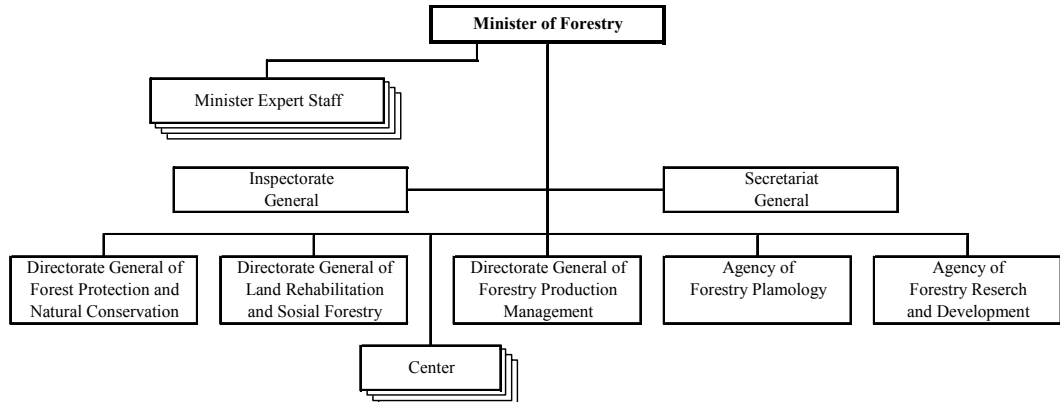 Minister of Forestry
Minister Expert Staff
Inspectorate
General
Secretariat
General
Directorate General of
Forest Protection and
Natural Conservation
Directorate General of
Land Rehabilitation
and Sosial Forestry
Directorate General of
Forestry Production
Management
Agency of
Forestry Plamology
Agency of
Forestry Reserch
and Development
Center